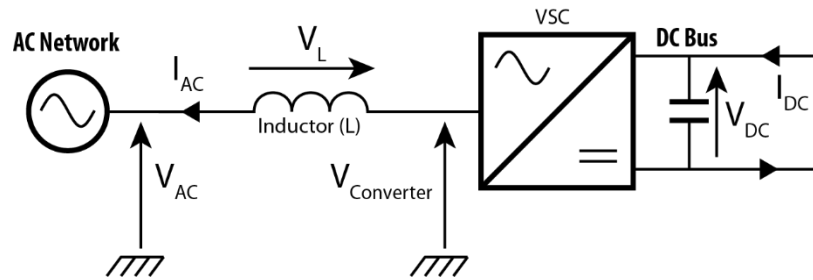 VSC
AC Network
V_L
DC Bus
I_AC
I_DC
Inductor (L)
V_DC
V_AC
V_Converter